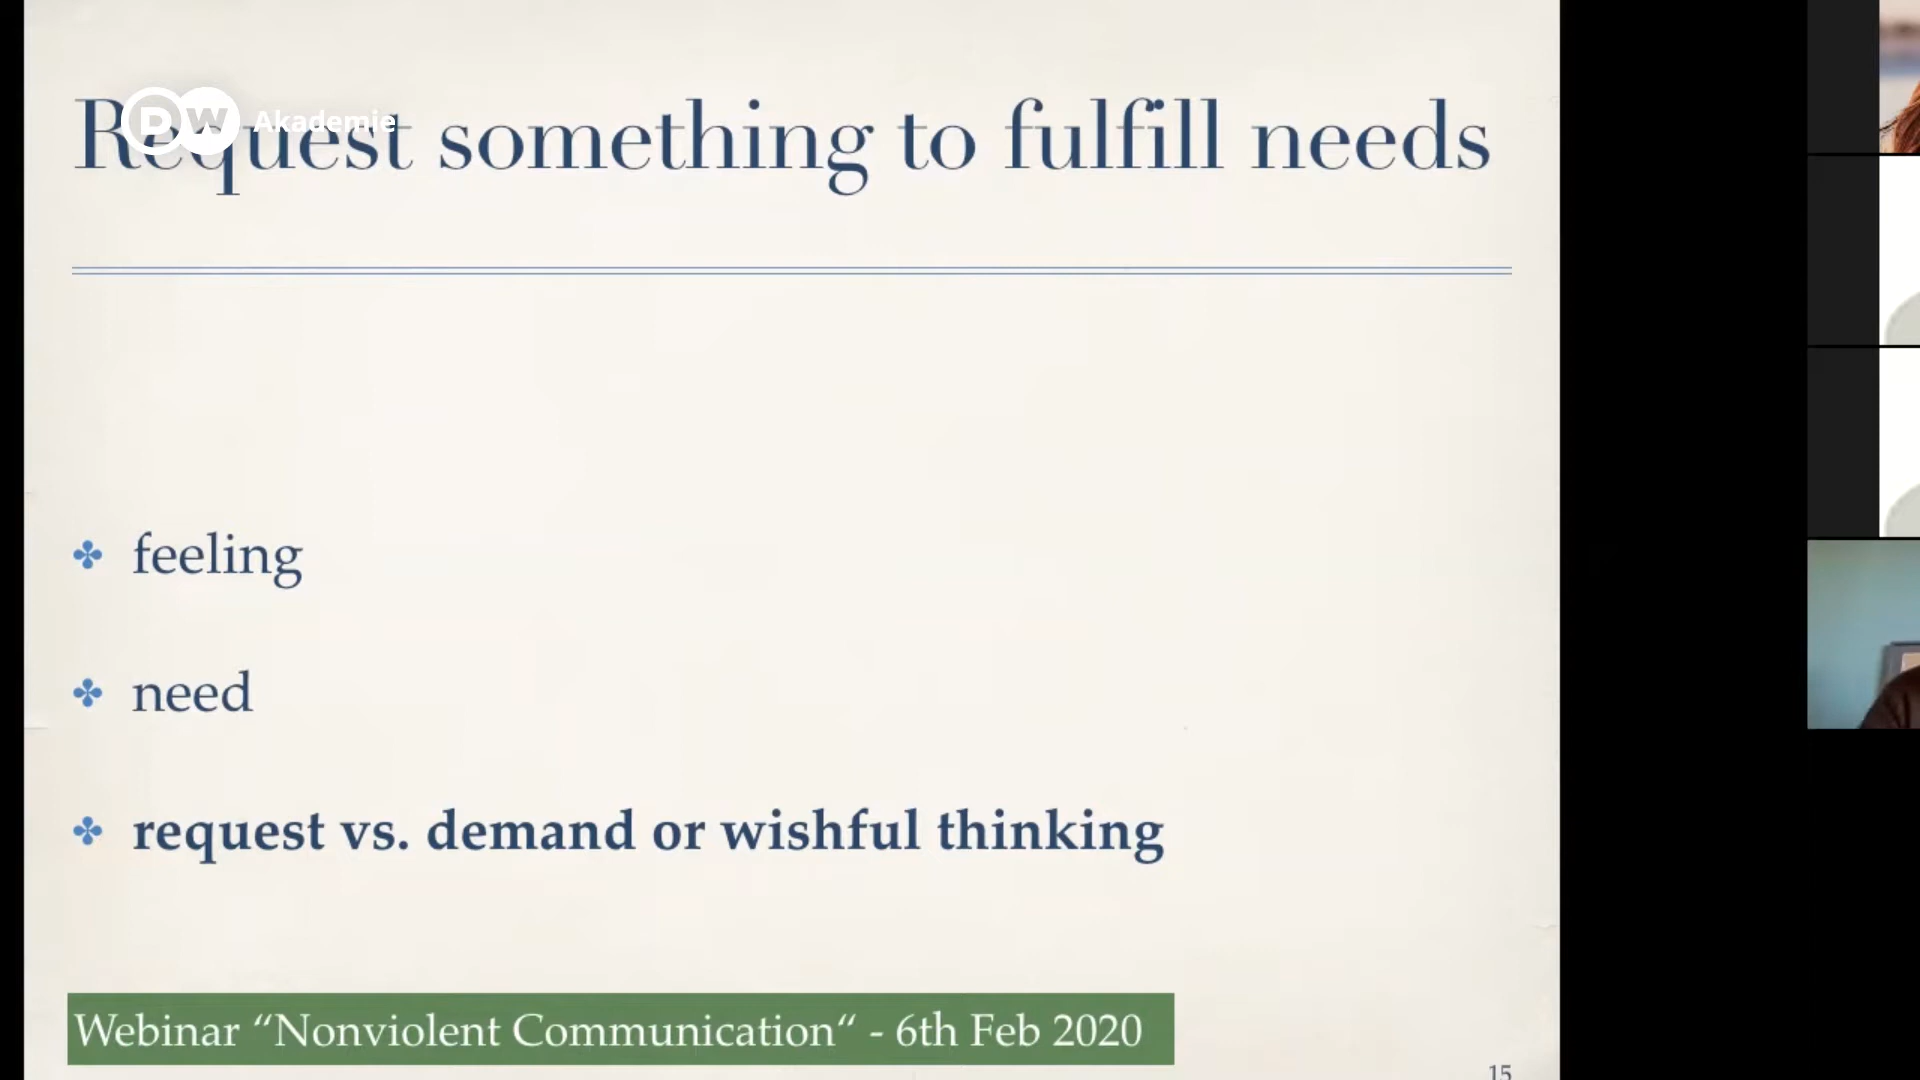 Request something to fulfill needs
DW Akademie
feeling
need
request vs. demand or wishful thinking
Webinar “Nonviolent Communication“ - 6th Feb 2020
15